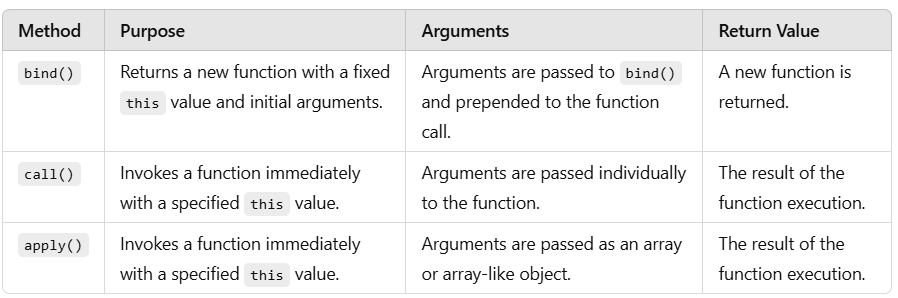 Method Purpose Arguments Return Value
bind() Returns a new function with a fixed this value and initial arguments. Arguments are passed to bind() and prepended to the function call. A new function is returned.
call() Invokes a function immediately with a specified this value. Arguments are passed individually to the function. The result of the function execution.
apply() Invokes a function immediately with a specified this value. Arguments are passed as an array or array-like object. The result of the function execution.